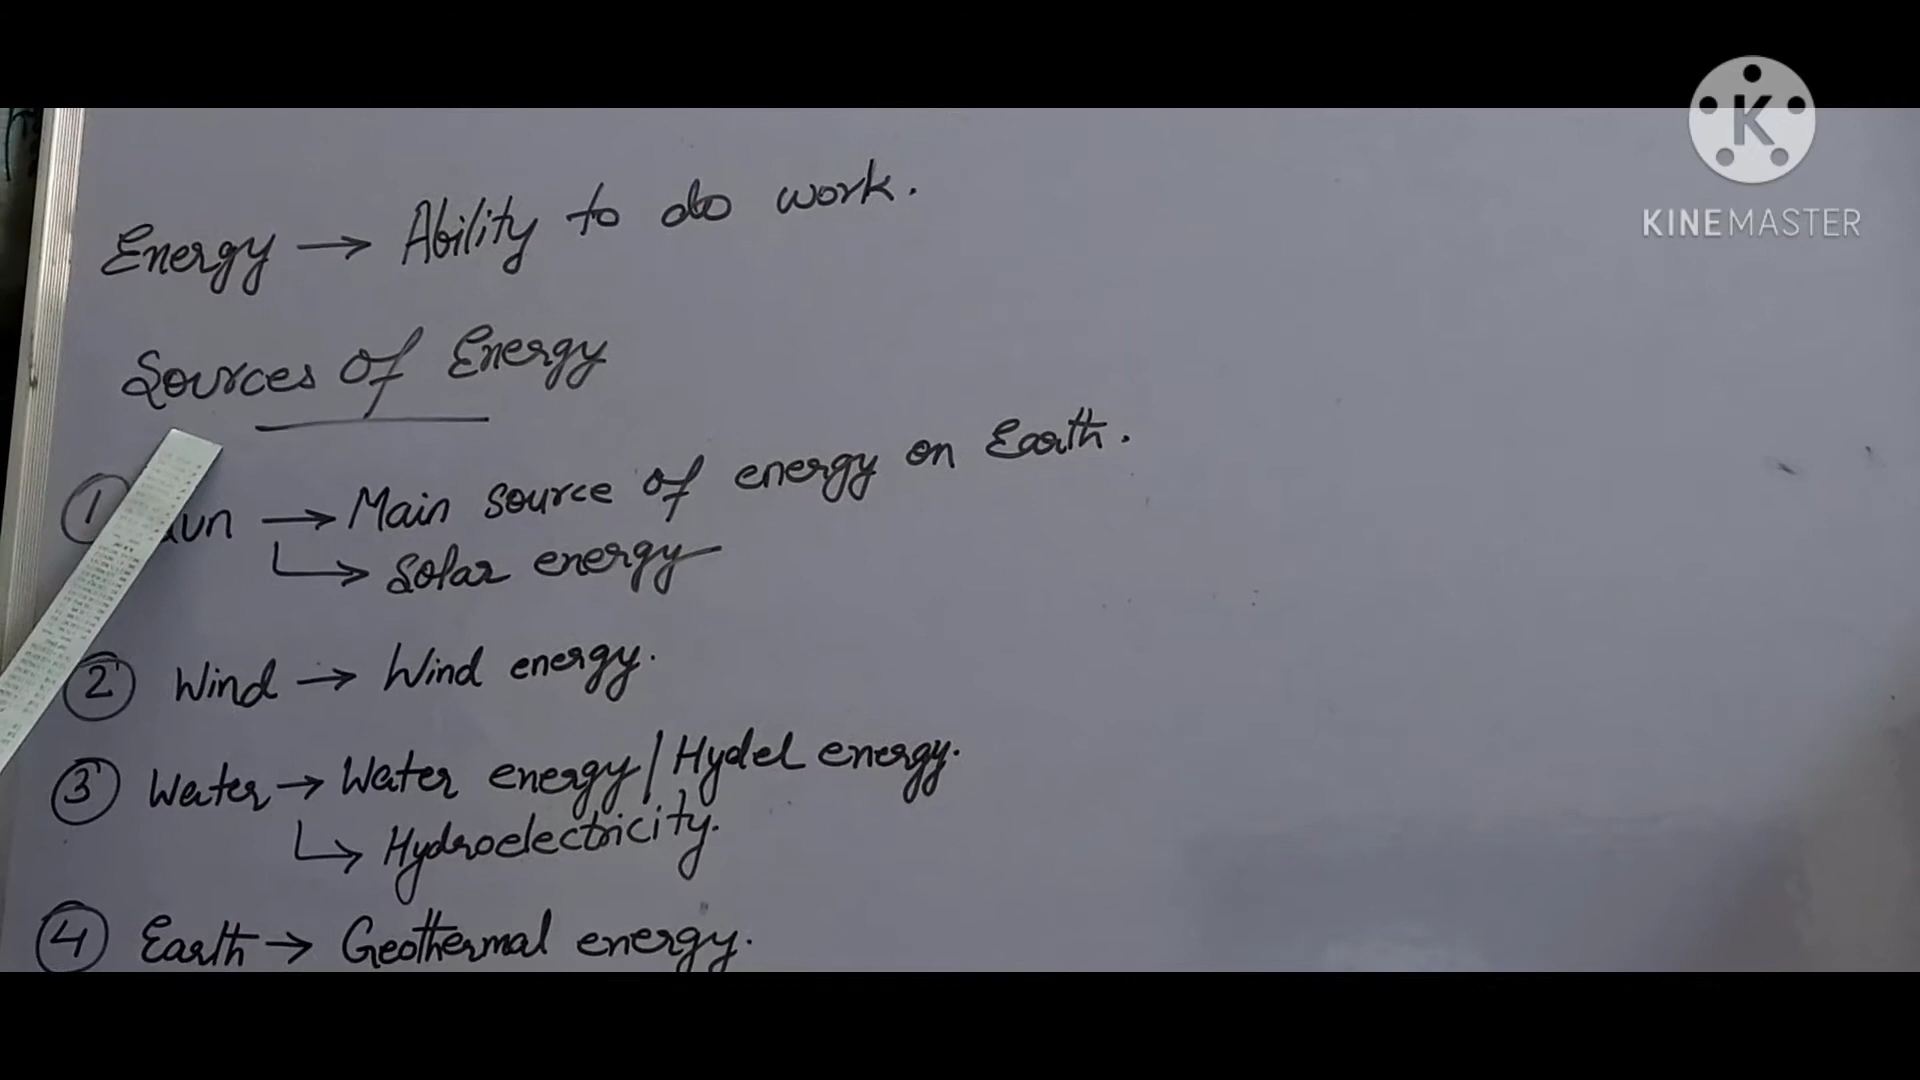 K
KINEMASTER
Energy → Ability to do work.
Sources of Energy
① un → Main source of energy on Earth.
↳ Solar energy
② Wind → Wind energy.
③ Water → Water energy / Hydel energy.
↳ Hydroelectricity.
④ Earth → Geothermal energy.